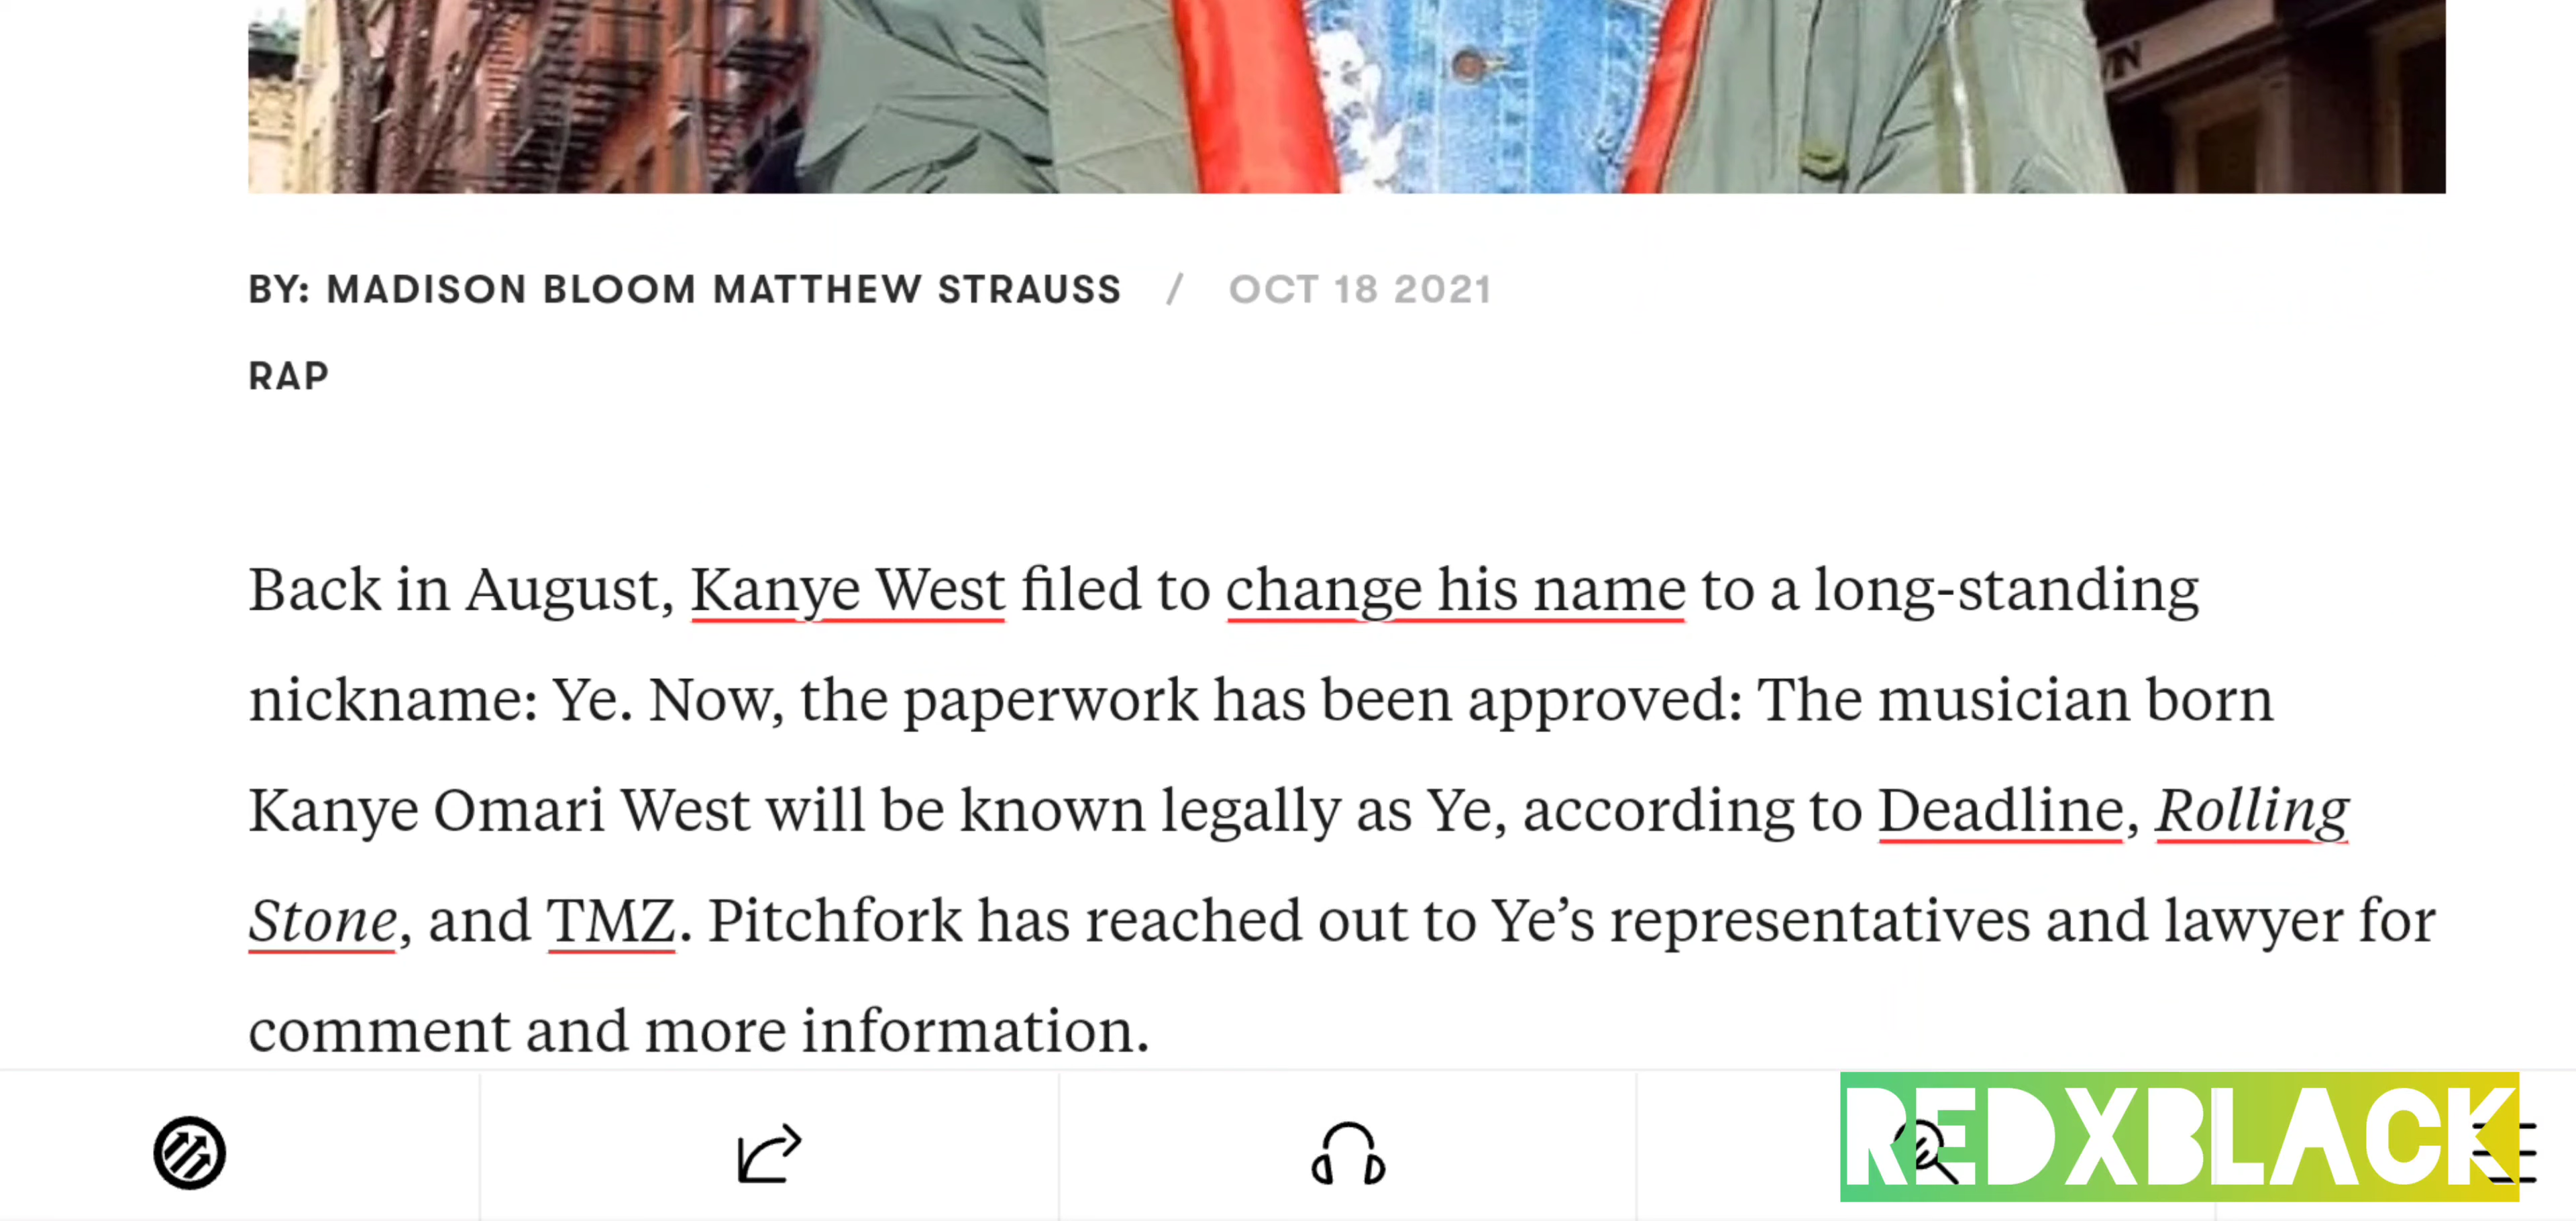 BY: MADISON BLOOM MATTHEW STRAUSS / OCT 18 2021
RAP
Back in August, Kanye West filed to change his name to a long-standing
nickname: Ye. Now, the paperwork has been approved: The musician born
Kanye Omari West will be known legally as Ye, according to Deadline, Rolling
Stone, and TMZ. Pitchfork has reached out to Ye’s representatives and lawyer for
comment and more information.
REDXBLACK